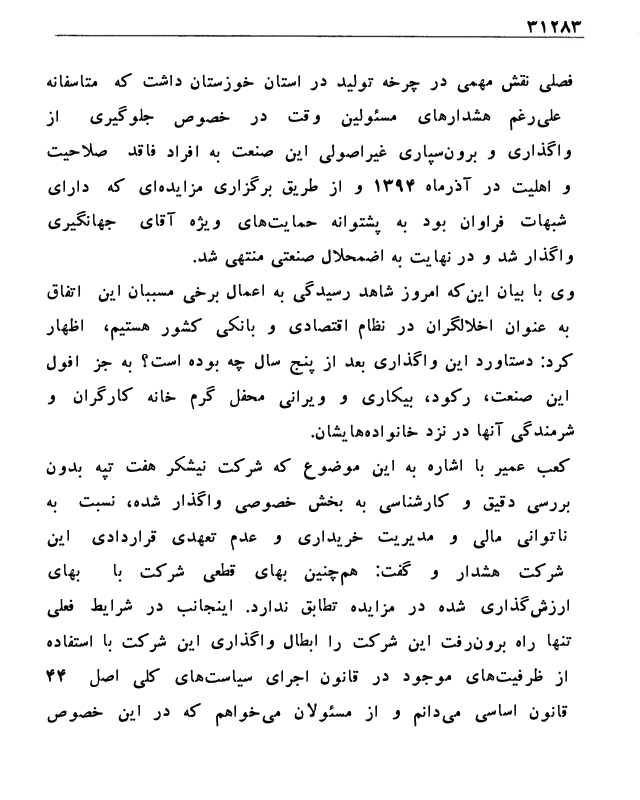 ۳۱۲۸۳
فصلی نقش مهمی در چرخه تولید در استان خوزستان داشت که متاسفانه
علی‌رغم هشدارهای مسئولین وقت در خصوص جلوگیری از
واگذاری و برون‌سپاری غیراصولی این صنعت به افراد فاقد صلاحیت
و اهلیت در آذرماه ۱۳۹۴ و از طریق برگزاری مزایده‌ای که دارای
شبهات فراوان بود به پشتوانه حمایت‌های ویژه آقای جهانگیری
واگذار شد و در نهایت به اضمحلال صنعتی منتهی شد.
وی با بیان این‌که امروز شاهد رسیدگی به اعمال برخی مسببان این اتفاق
به عنوان اخلالگران در نظام اقتصادی و بانکی کشور هستیم، اظهار
کرد: دستاورد این واگذاری بعد از پنج سال چه بوده است؟ به جز افول
این صنعت، رکود، بیکاری و ویرانی محفل گرم خانه کارگران و
شرمندگی آنها در نزد خانواده‌هایشان.
کعب عمیر با اشاره به این موضوع که شرکت نیشکر هفت تپه بدون
بررسی دقیق و کارشناسی به بخش خصوصی واگذار شده، نسبت به
ناتوانی مالی و مدیریت خریداری و عدم تعهدی قراردادی این
شرکت هشدار و گفت: هم‌چنین بهای قطعی شرکت با بهای
ارزش‌گذاری شده در مزایده تطابق ندارد. اینجانب در شرایط فعلی
تنها راه برون‌رفت این شرکت را ابطال واگذاری این شرکت با استفاده
از ظرفیت‌های موجود در قانون اجرای سیاست‌های کلی اصل ۴۴
قانون اساسی می‌دانم و از مسئولان می‌خواهم که در این خصوص